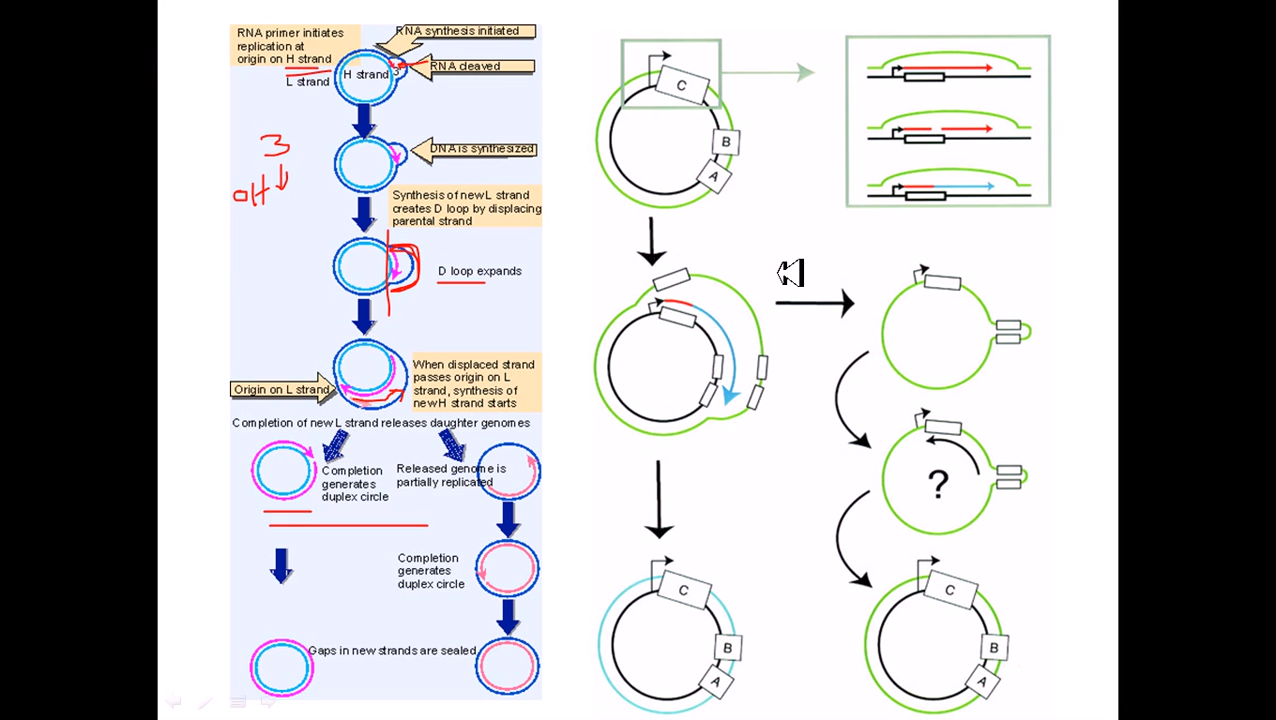 RNA primer initiates
replication at
origin on H strand
RNA synthesis initiated
RNA cleaved
H strand
3'
L strand
3
OH
DNA is synthesized
Synthesis of new L strand
creates D loop by displacing
parental strand
D loop expands
When displaced strand
passes origin on L
strand, synthesis of
new H strand starts
Origin on L strand
Completion of new L strand releases daughter genomes
Completion
generates
duplex circle
Released genome is
partially replicated
Completion
generates
duplex circle
Gaps in new strands are sealed
C
B
A
?
C
B
A
C
B
A